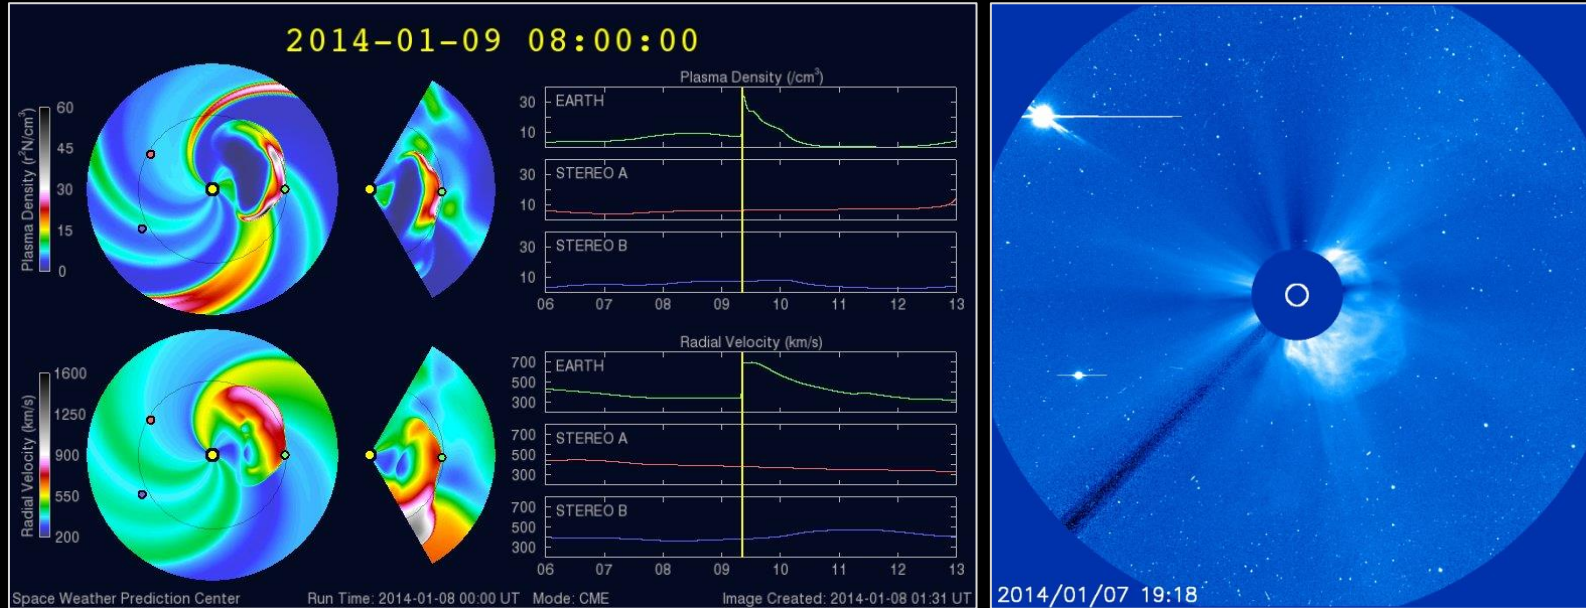 2014-01-09 08:00:00
Plasma Density (r²N/cm³)
60
45
30
15
0
Plasma Density (/cm³)
EARTH
30
10
STEREO A
30
10
STEREO B
30
10
06 07 08 09 10 11 12 13
Radial Velocity (km/s)
1600
1250
900
550
200
Radial Velocity (km/s)
EARTH
700
500
300
STEREO A
700
500
300
STEREO B
700
500
300
06 07 08 09 10 11 12 13
Space Weather Prediction Center Run Time: 2014-01-08 00:00 UT Mode: CME Image Created: 2014-01-08 01:31 UT
2014/01/07 19:18